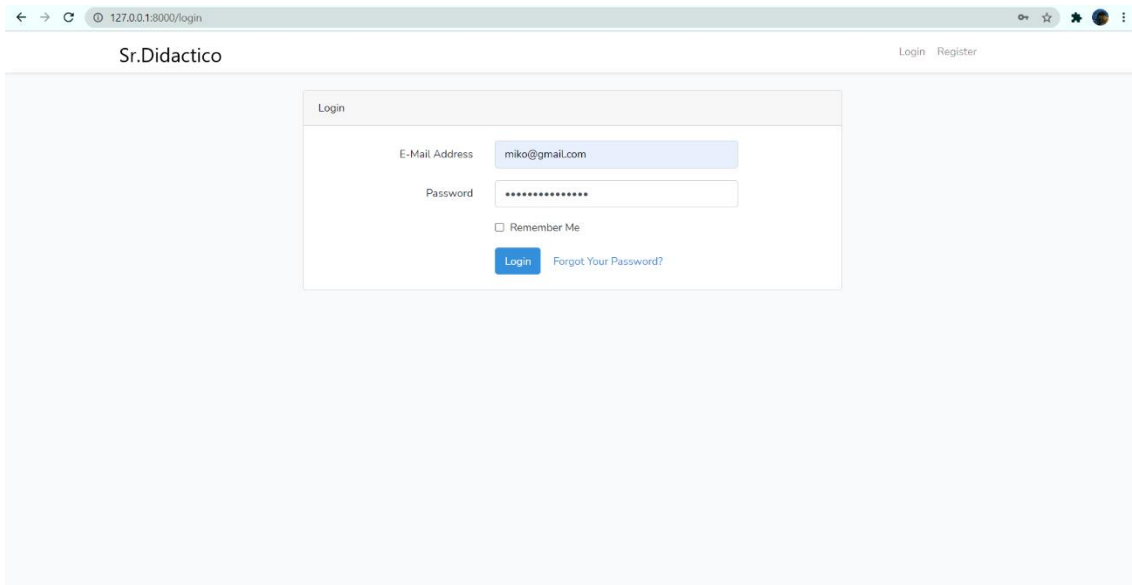 127.0.0.1:8000/login
Sr.Didactico
Login Register
Login
E-Mail Address miko@gmail.com
Password •••••••••••••••
Remember Me
Login Forgot Your Password?